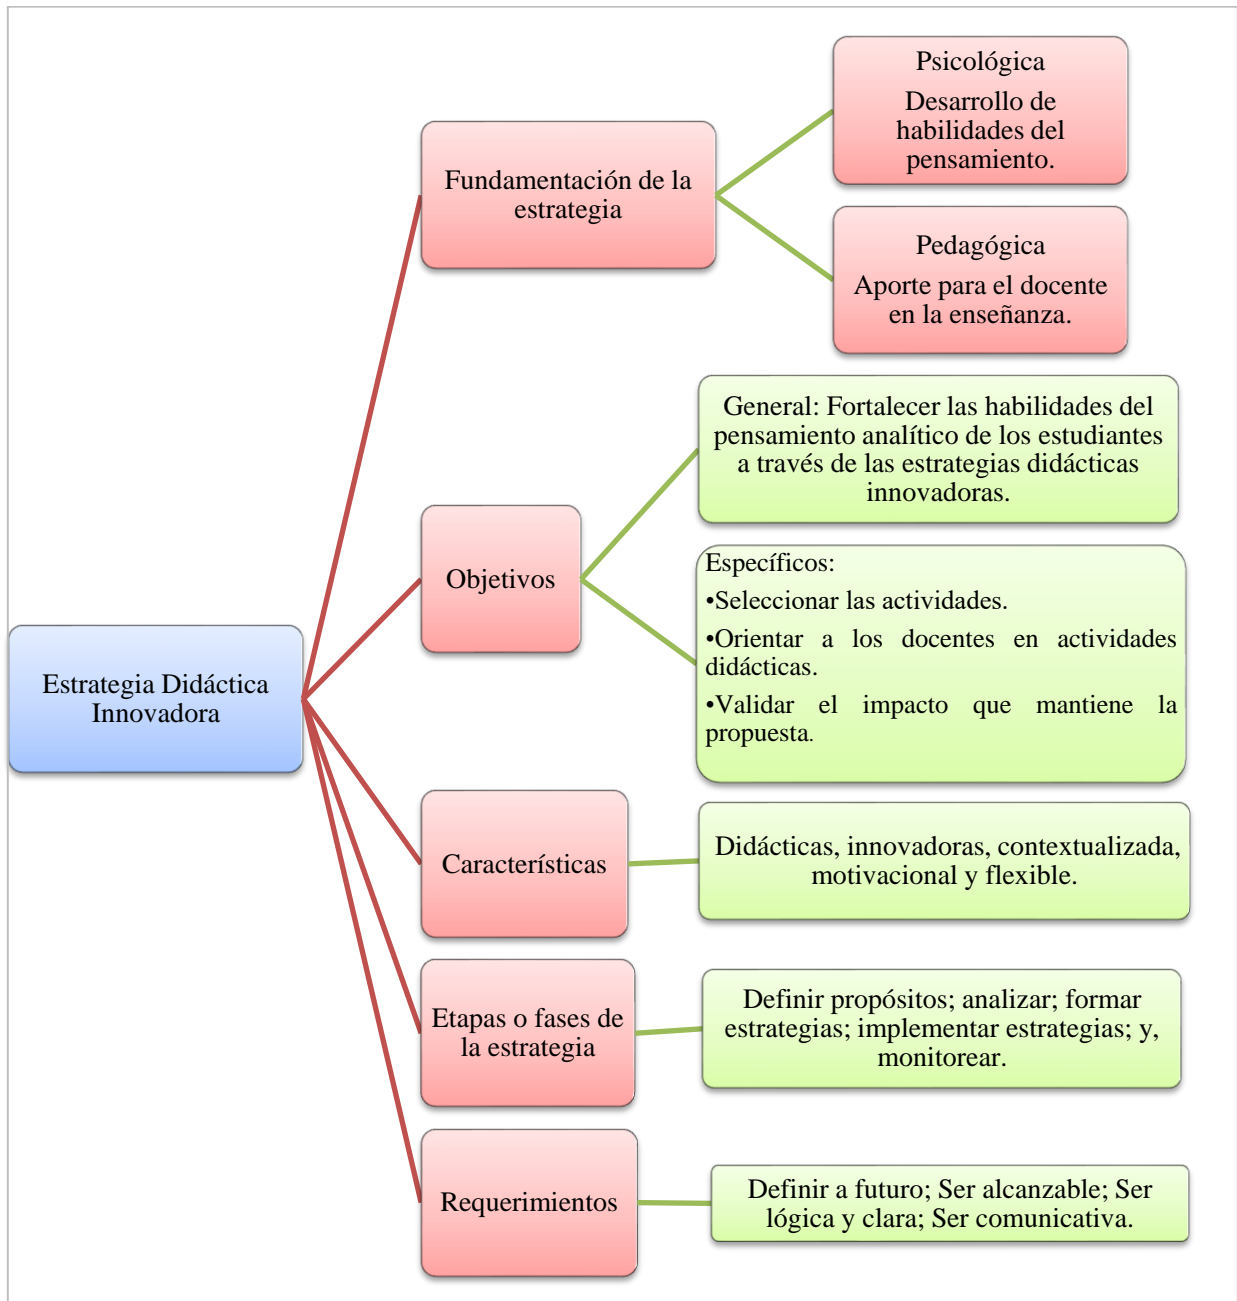 Estrategia Didáctica
Innovadora
Fundamentación de la
estrategia
Psicológica
Desarrollo de
habilidades del
pensamiento.
Pedagógica
Aporte para el docente
en la enseñanza.
Objetivos
General: Fortalecer las habilidades del
pensamiento analítico de los estudiantes
a través de las estrategias didácticas
innovadoras.
Específicos:
•Seleccionar las actividades.
•Orientar a los docentes en actividades
didácticas.
•Validar el impacto que mantiene la
propuesta.
Características
Didácticas, innovadoras, contextualizada,
motivacional y flexible.
Etapas o fases de
la estrategia
Definir propósitos; analizar; formar
estrategias; implementar estrategias; y,
monitorear.
Requerimientos
Definir a futuro; Ser alcanzable; Ser
lógica y clara; Ser comunicativa.